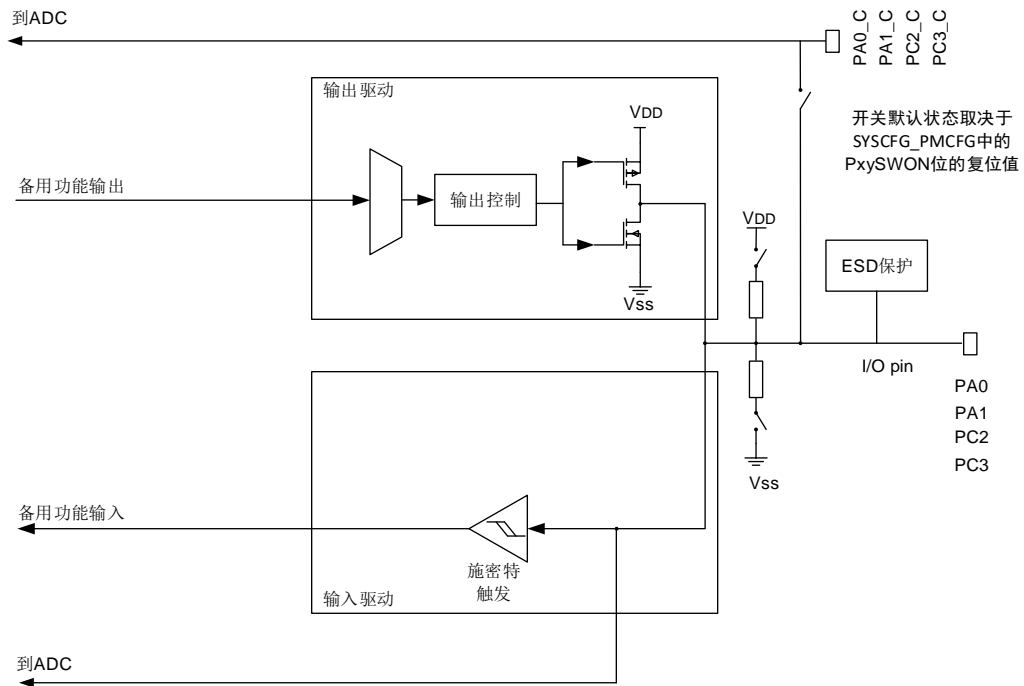 到ADC
PA0_C
PA1_C
PC2_C
PC3_C
开关默认状态取决于
SYSCFG_PMCFG中的
PxySWON位的复位值
输出驱动
VDD
备用功能输出
输出控制
Vss
VDD
ESD保护
I/O pin
PA0
PA1
PC2
PC3
Vss
备用功能输入
施密特
触发
输入驱动
到ADC